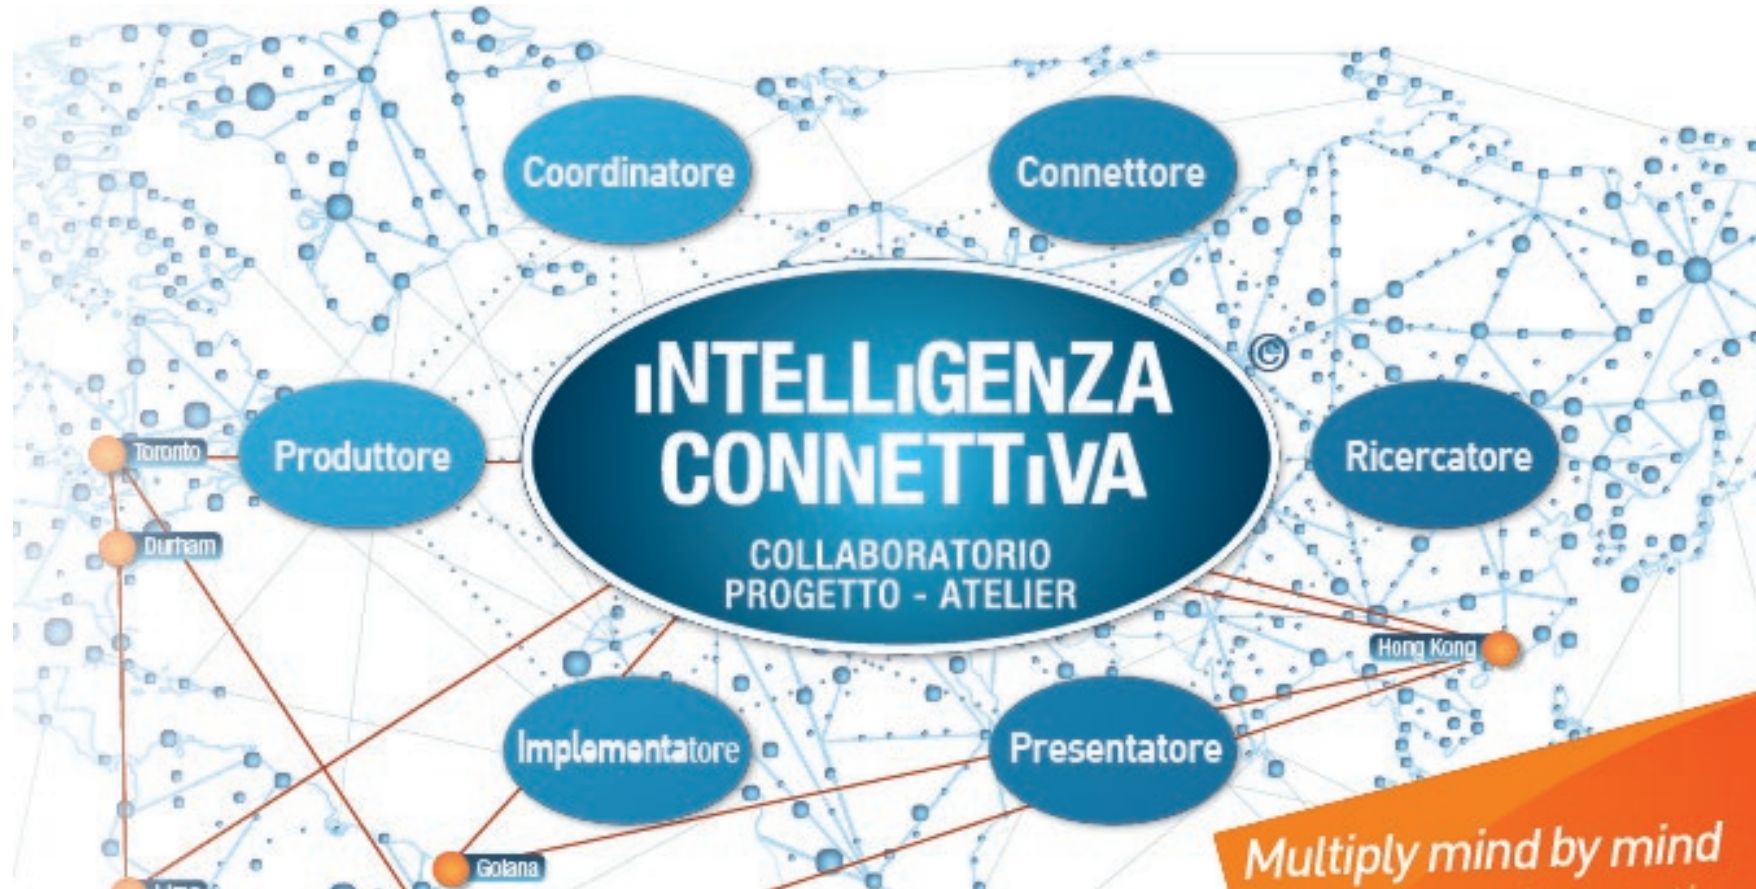 Coordinatore
Connettore
iNTELLiGENZA
CONNETTiVA
©
COLLABORATORIO
PROGETTO - ATELIER
Toronto
Produttore
Ricercatore
Durham
Hong Kong
Implementatore
Presentatore
Goiana
Multiply mind by mind